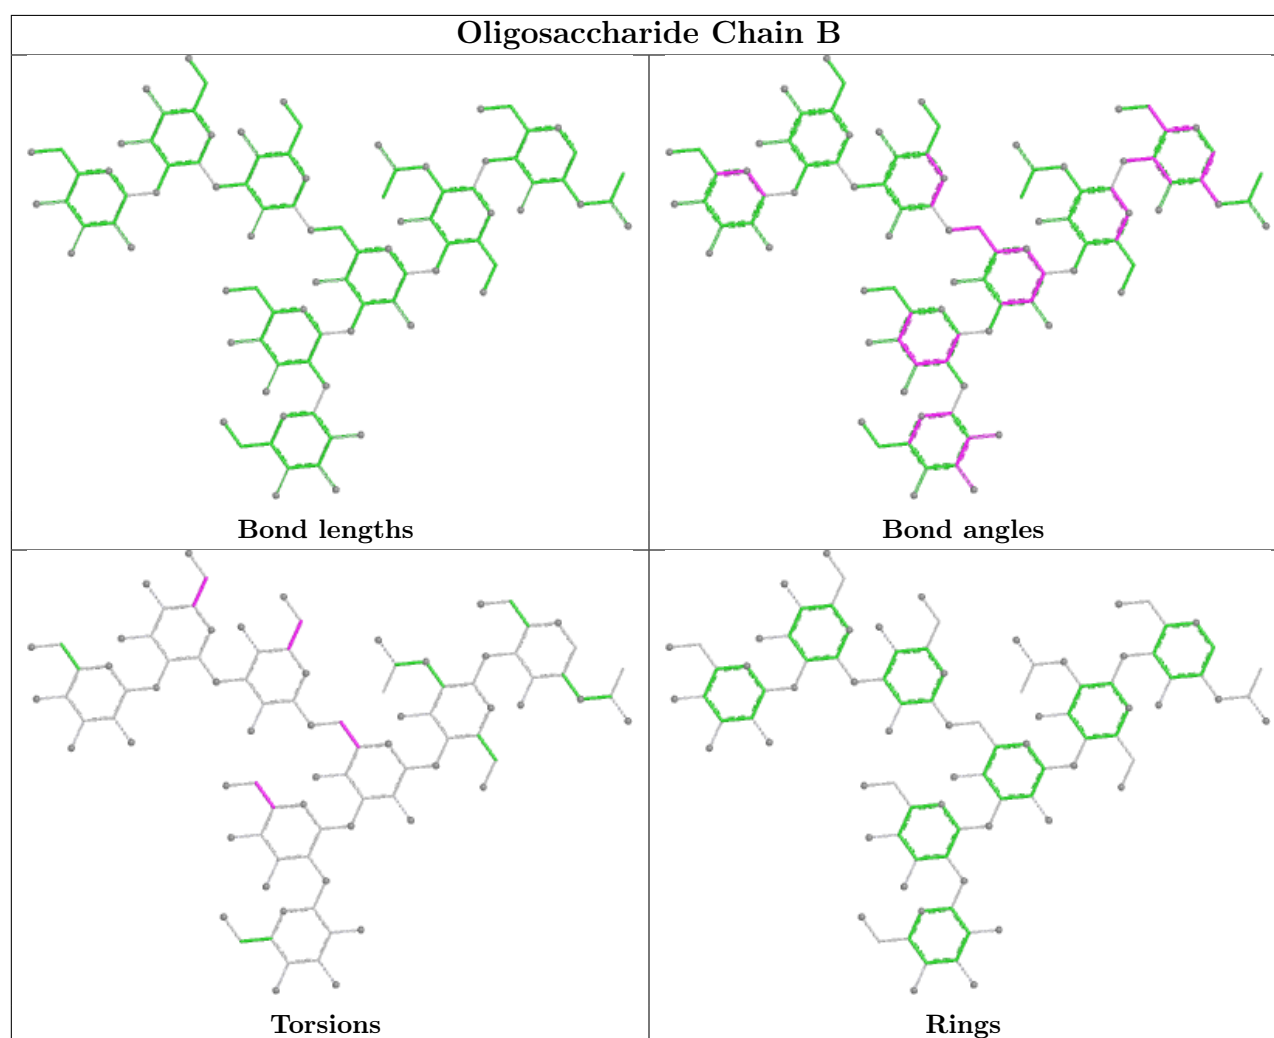 Oligosaccharide Chain B
Bond lengths
Bond angles
Torsions
Rings